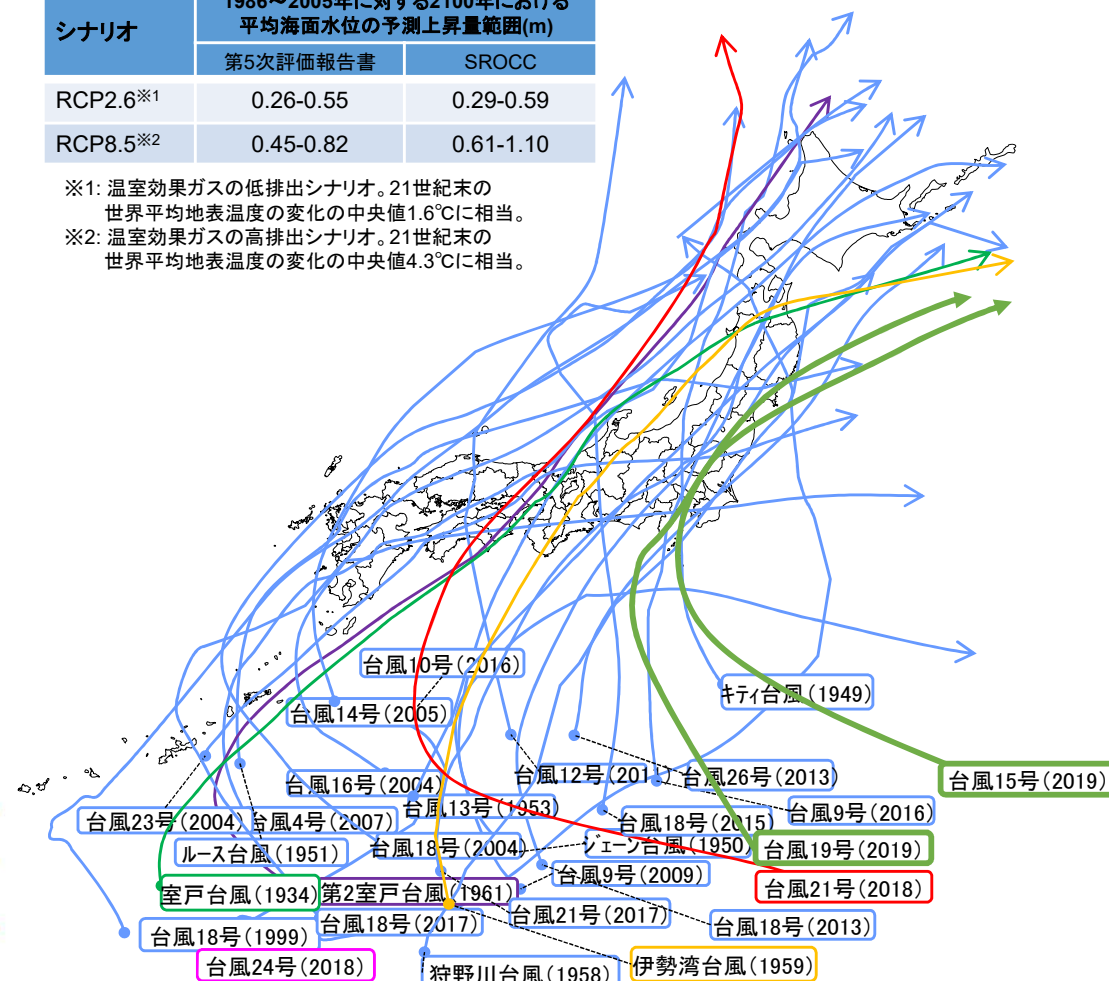 シナリオ
1986～2005年に対する2100年における
平均海面水位の予測上昇量範囲(m)
第5次評価報告書
SROCC
RCP2.6※1
0.26-0.55
0.29-0.59
RCP8.5※2
0.45-0.82
0.61-1.10
※1: 温室効果ガスの低排出シナリオ。21世紀末の
世界平均地表温度の変化の中央値1.6℃に相当。
※2: 温室効果ガスの高排出シナリオ。21世紀末の
世界平均地表温度の変化の中央値4.3℃に相当。
台風10号（2016）
キティ台風（1949）
台風14号（2005）
台風12号（201
台風26号（2013）
台風15号（2019）
台風16号（2004）
台風13号（1953）
台風9号（2016）
台風23号（2004）
台風4号（2007）
台風18号（2015）
ルース台風（1951）
台風18号（2004）
ジェーン台風（1950）
台風19号（2019）
台風9号（2009）
台風21号（2018）
室戸台風（1934）
第2室戸台風（1961）
台風21号（2017）
台風18号（2013）
台風18号（1999）
台風18号（2017）
台風24号（2018）
狩野川台風（1958）
伊勢湾台風（1959）